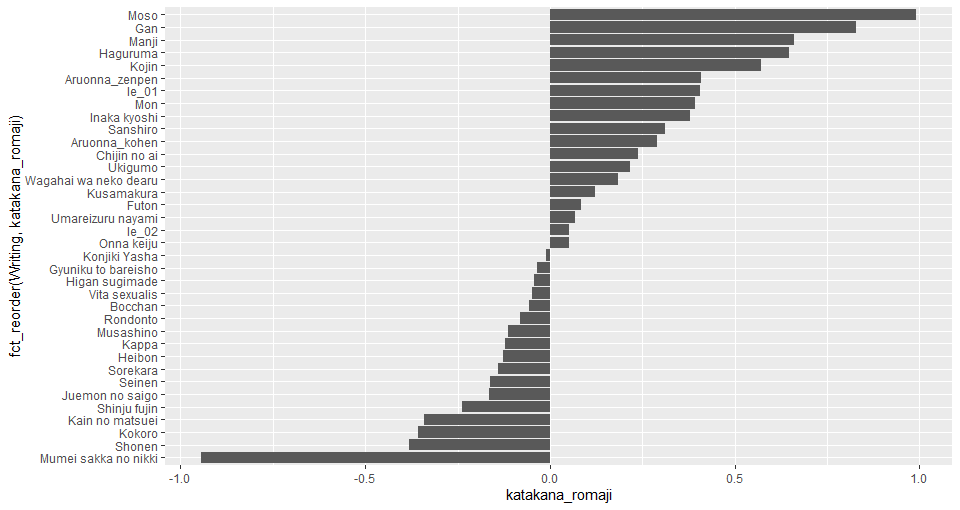 Moso
Gan
Manji
Haguruma
Kojin
Aruonna_zenpen
Ie_01
Mon
Inaka kyoshi
Sanshiro
Aruonna_kohen
Chijin no ai
Ukigumo
Wagahai wa neko dearu
Kusamakura
Futon
Umareizuru nayami
Ie_02
Onna keiju
Konjiki Yasha
Gyuniku to bareisho
Higan sugimade
Vita sexualis
Bocchan
Rondonto
Musashino
Kappa
Heibon
Sorekara
Seinen
Juemon no saigo
Shinju fujin
Kain no matsuei
Kokoro
Shonen
Mumei sakka no nikki
fct_reorder(Writing, katakana_romaji)
-1.0 -0.5 0.0 0.5 1.0
katakana_romaji